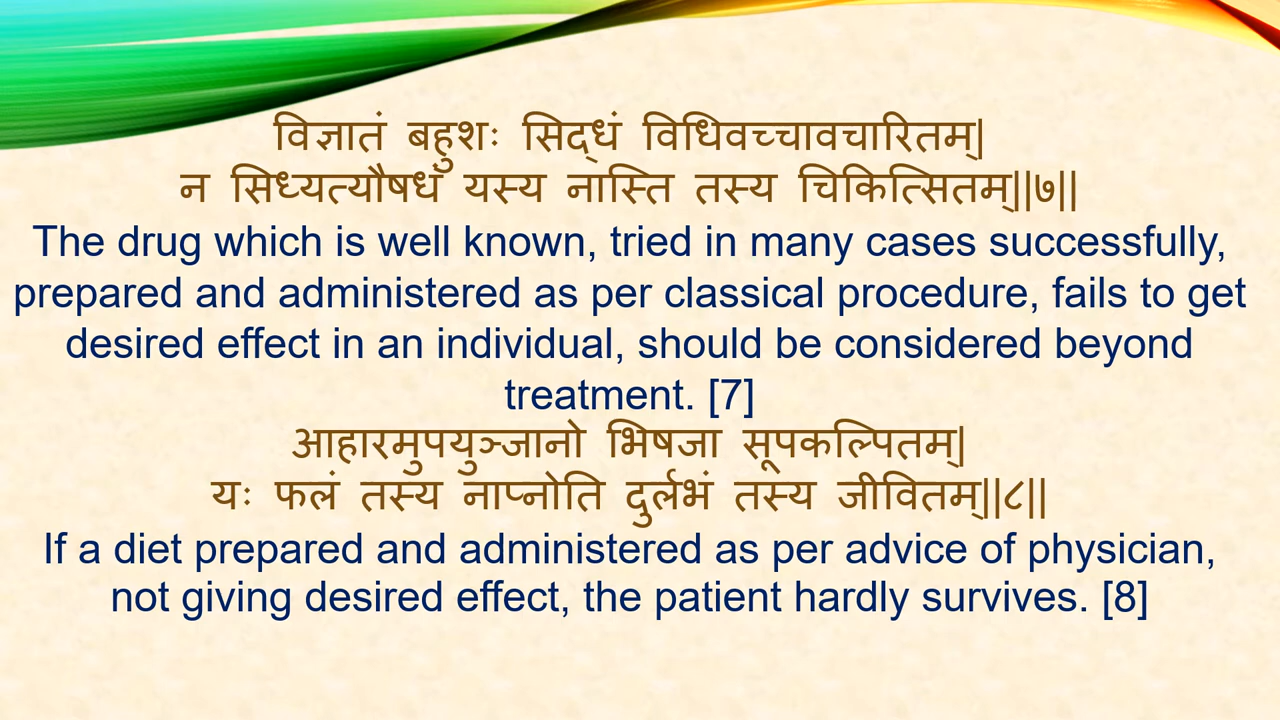 विज्ञातं बहुशः सिद्धं विधिवच्चावचारितम्|
न सिध्यत्यौषधं यस्य नास्ति तस्य चिकित्सितम्||७||
The drug which is well known, tried in many cases successfully,
prepared and administered as per classical procedure, fails to get
desired effect in an individual, should be considered beyond
treatment. [7]
आहारमुपयुञ्जानो भिषजा सूपकल्पितम्|
यः फलं तस्य नाप्नोति दुर्लभं तस्य जीवितम्||८||
If a diet prepared and administered as per advice of physician,
not giving desired effect, the patient hardly survives. [8]